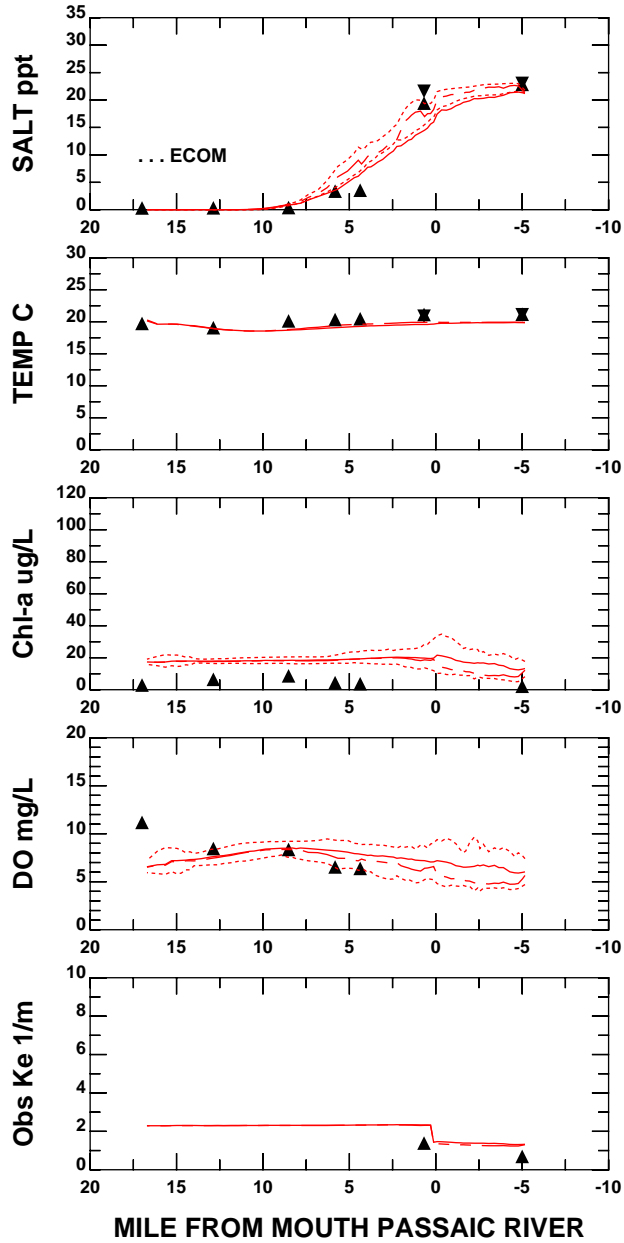 SALT ppt
35
30
25
20
15
10
5
0
. . . ECOM
20 15 10 5 0 -5 -10
TEMP C
30
25
20
15
10
5
0
20 15 10 5 0 -5 -10
Chl-a ug/L
120
100
80
60
40
20
0
20 15 10 5 0 -5 -10
DO mg/L
20
15
10
5
0
20 15 10 5 0 -5 -10
Obs Ke 1/m
10
8
6
4
2
0
20 15 10 5 0 -5 -10
MILE FROM MOUTH PASSAIC RIVER